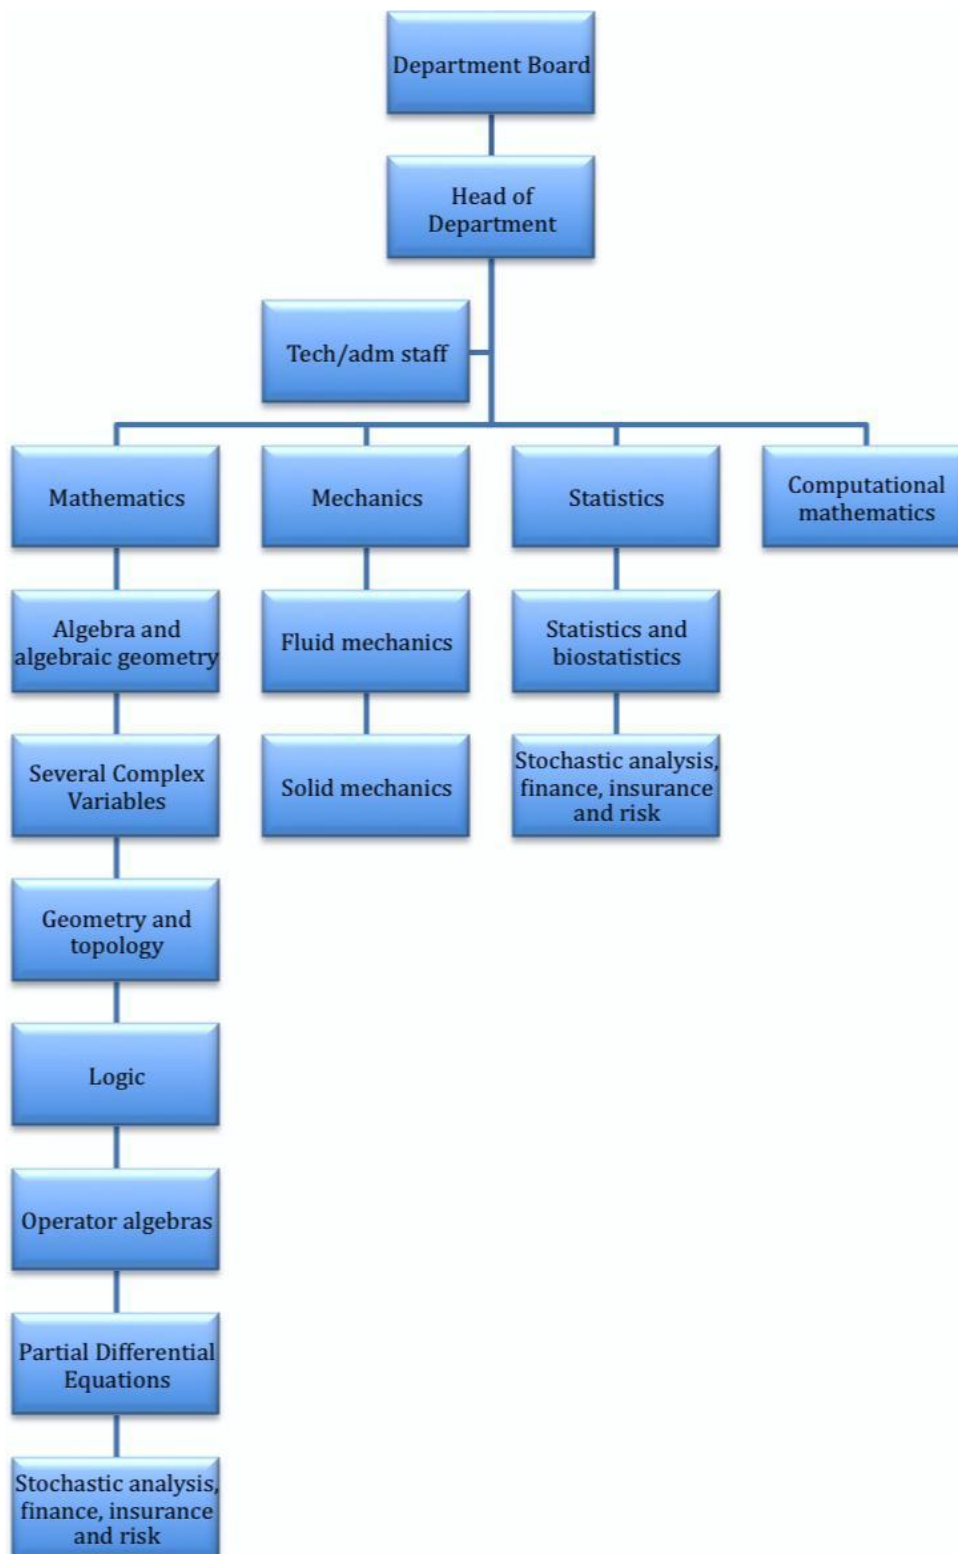 Department Board
Head of
Department
Tech/adm staff
Mathematics
Mechanics
Statistics
Computational
mathematics
Algebra and
algebraic geometry
Fluid mechanics
Statistics and
biostatistics
Several Complex
Variables
Solid mechanics
Stochastic analysis,
finance, insurance
and risk
Geometry and
topology
Logic
Operator algebras
Partial Differential
Equations
Stochastic analysis,
finance, insurance
and risk